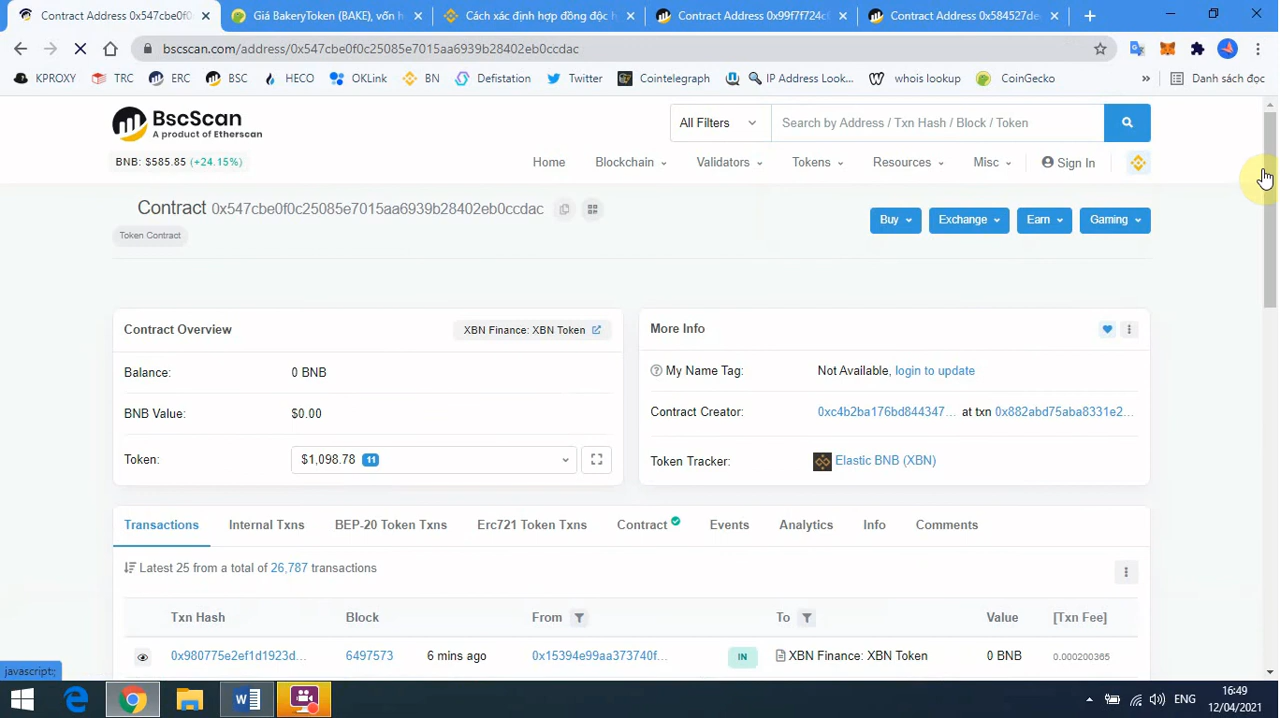 Contract Address 0x547cbe0f0
Giá BakeryToken (BAKE), vốn h
Cách xác định hợp đồng độc h
Contract Address 0x99f7f724cf
Contract Address 0x584527de
bscscan.com/address/0x547cbe0f0c25085e7015aa6939b28402eb0ccdac
KPROXY TRC ERC BSC HECO OKLink BN Defistation Twitter Cointelegraph IP Address Look... whois lookup CoinGecko » Danh sách đọc
BscScan
A product of Etherscan
All Filters Search by Address / Txn Hash / Block / Token
BNB: $585.85 (+24.15%)
Home Blockchain Validators Tokens Resources Misc Sign In
Contract 0x547cbe0f0c25085e7015aa6939b28402eb0ccdac
Buy Exchange Earn Gaming
Token Contract
Contract Overview XBN Finance: XBN Token
Balance: 0 BNB
BNB Value: $0.00
Token: $1,098.78 11
More Info
My Name Tag: Not Available, login to update
Contract Creator: 0xc4b2ba176bd844347... at txn 0x882abd75aba8331e2...
Token Tracker: Elastic BNB (XBN)
Transactions Internal Txns BEP-20 Token Txns Erc721 Token Txns Contract Events Analytics Info Comments
Latest 25 from a total of 26,787 transactions
Txn Hash Block From To Value [Txn Fee]
0x980775e2ef1d1923d... 6497573 6 mins ago 0x15394e99aa373740f... IN XBN Finance: XBN Token 0 BNB 0.000200365
javascript:
ENG
16:49
12/04/2021